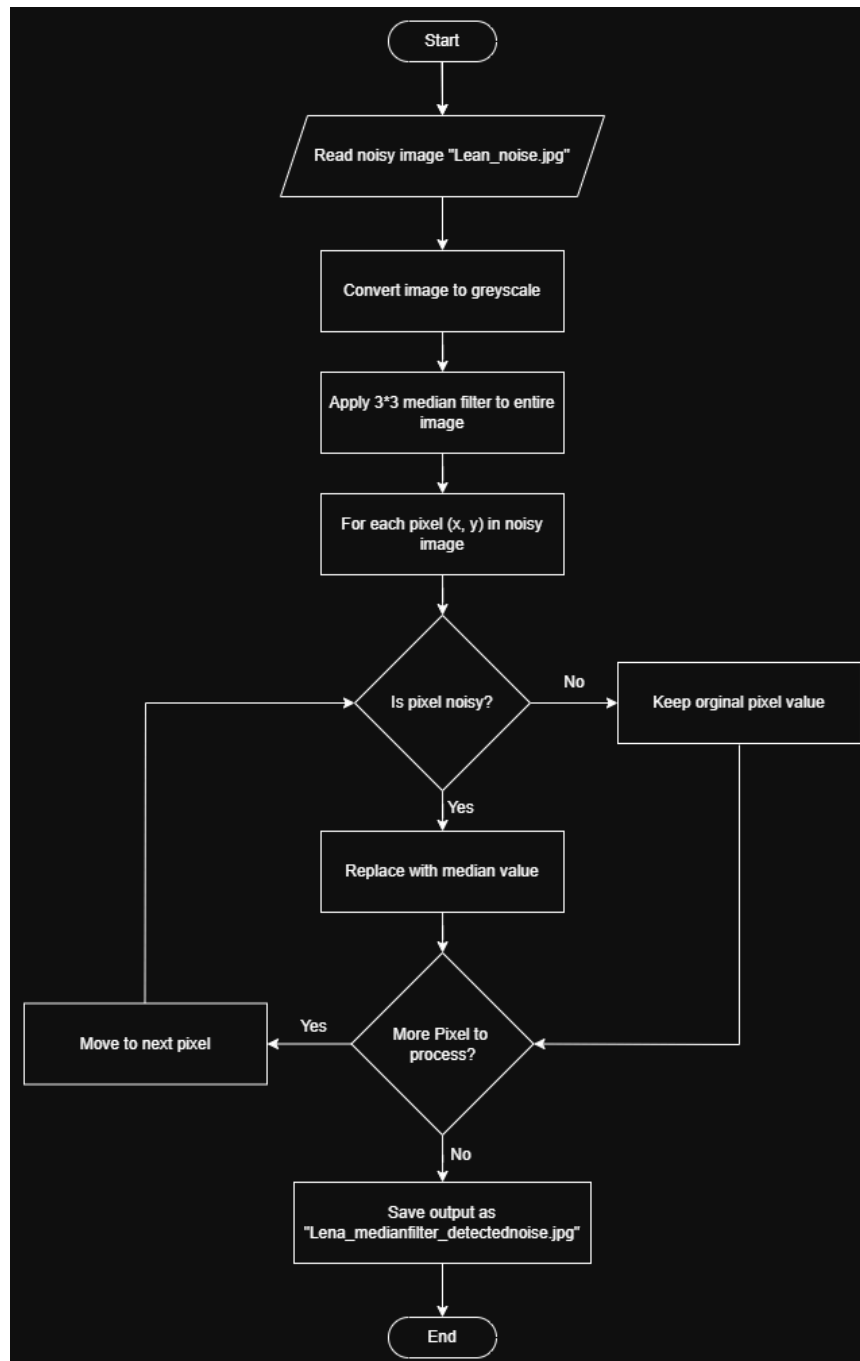 Start
Read noisy image "Lean_noise.jpg"
Convert image to greyscale
Apply 3*3 median filter to entire
image
For each pixel (x, y) in noisy
image
Is pixel noisy?
No
Keep orginal pixel value
Yes
Replace with median value
More Pixel to
process?
Yes
Move to next pixel
No
Save output as
"Lena_medianfilter_detectednoise.jpg"
End